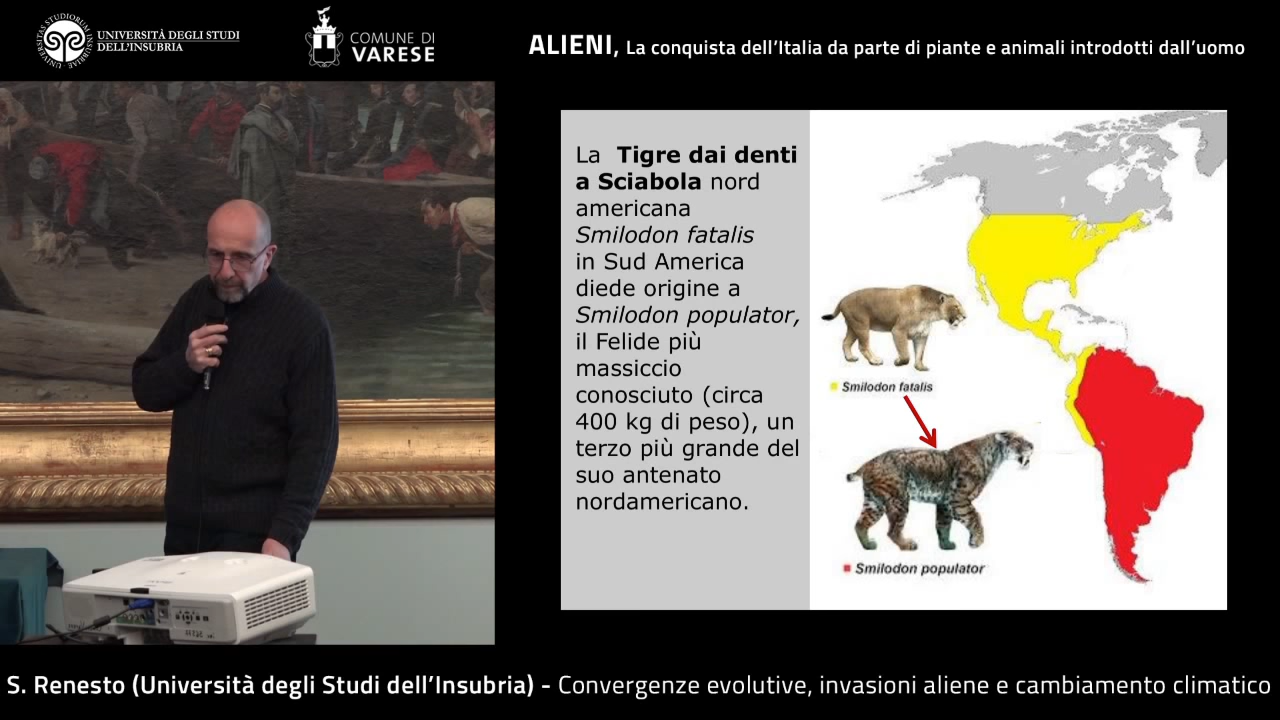 UNIVERSITÀ DEGLI STUDI
DELL'INSUBRIA
COMUNE DI
VARESE
ALIENI, La conquista dell'Italia da parte di piante e animali introdotti dall'uomo
La Tigre dai denti
a Sciabola nord
americana
Smilodon fatalis
in Sud America
diede origine a
Smilodon populator,
il Felide più
massiccio
conosciuto (circa
400 kg di peso), un
terzo più grande del
suo antenato
nordamericano.
Smilodon fatalis
Smilodon populator
S. Renesto (Università degli Studi dell'Insubria) - Convergenze evolutive, invasioni aliene e cambiamento climatico